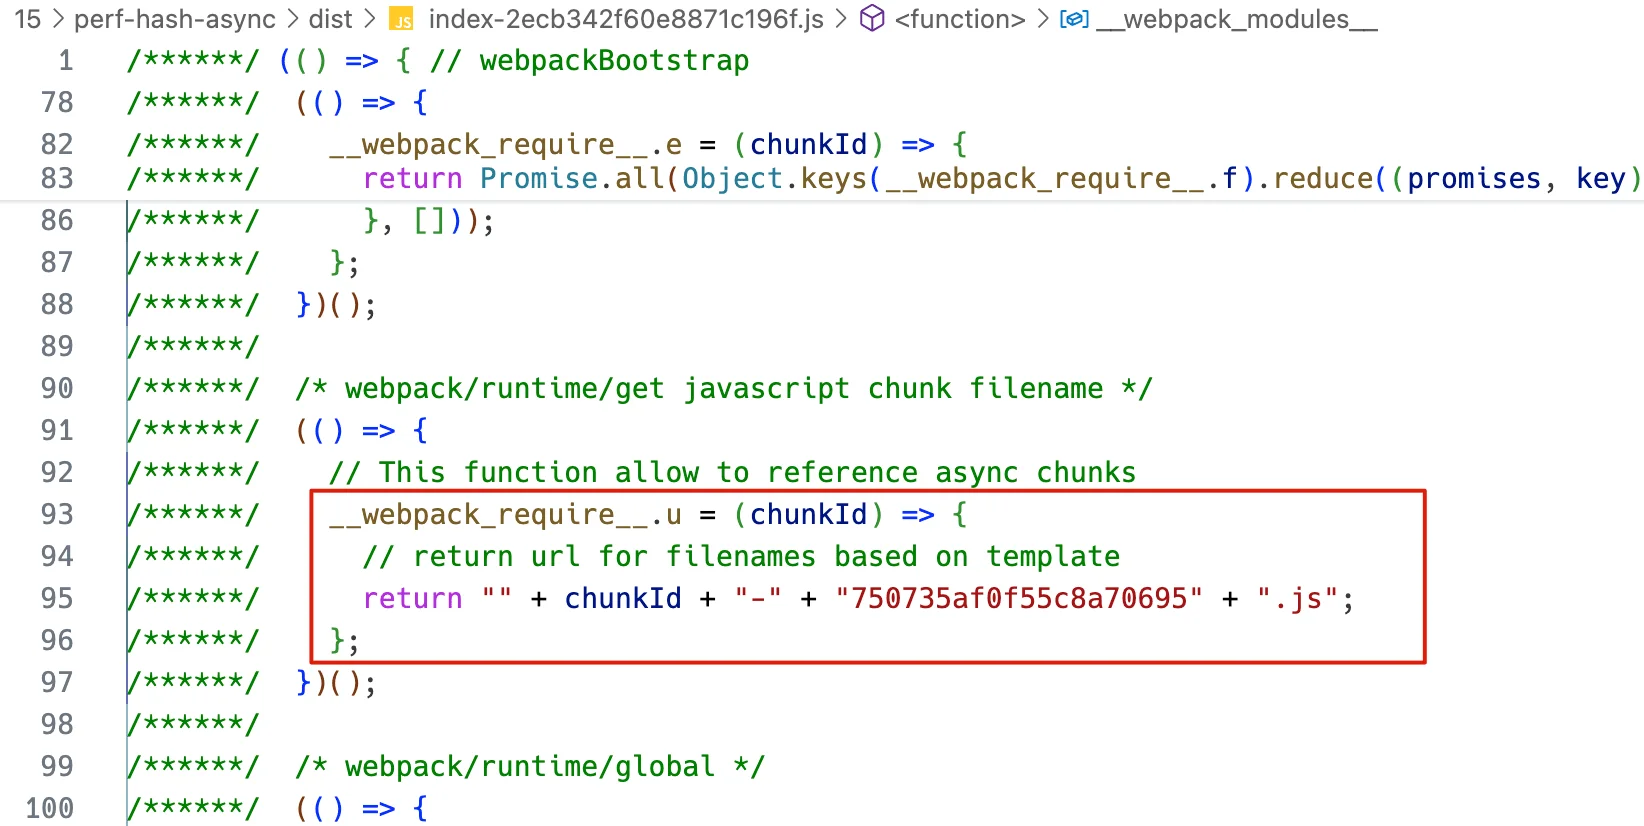 15 > perf-hash-async > dist > JS index-2ecb342f60e8871c196f.js > <function> > __webpack_modules__
1 /******/ (() => { // webpackBootstrap
78 /******/ (() => {
82 /******/ __webpack_require__.e = (chunkId) => {
83 /******/ return Promise.all(Object.keys(__webpack_require__.f).reduce((promises, key)
86 /******/ }, []));
87 /******/ };
88 /******/ })();
89 /******/
90 /******/ /* webpack/runtime/get javascript chunk filename */
91 /******/ (() => {
92 /******/ // This function allow to reference async chunks
93 /******/ __webpack_require__.u = (chunkId) => {
94 /******/ // return url for filenames based on template
95 /******/ return "" + chunkId + "-" + "750735af0f55c8a70695" + ".js";
96 /******/ };
97 /******/ })();
98 /******/
99 /******/ /* webpack/runtime/global */
100 /******/ (() => {